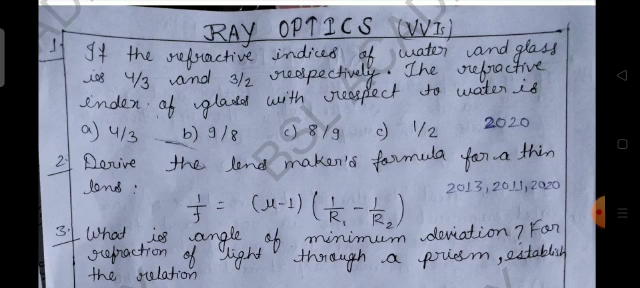 RAY OPTICS (VVIs)
1. If the refractive indices of water and glass
is 4/3 and 3/2 respectively. The refractive
index of glass with respect to water is
a) 4/3 b) 9/8 c) 8/9 c) 1/2 2020
2. Derive the lens maker's formula for a thin
lens: 2013, 2011, 2020
1/f = (μ-1) (1/R₁ - 1/R₂)
3. What is angle of minimum deviation? For
refraction of light through a prism, establish
the relation